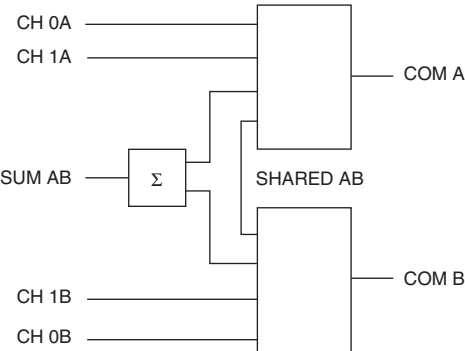 CH 0A
CH 1A
COM A
SUM AB
Σ
SHARED AB
COM B
CH 1B
CH 0B